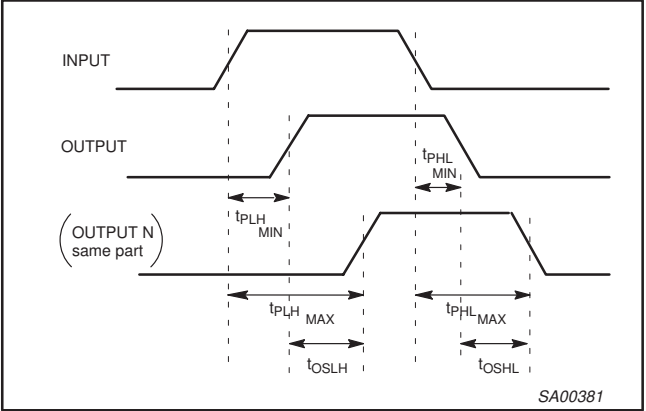 INPUT
OUTPUT
tPHL
MIN
tPLH
MIN
OUTPUT N
same part
tPLH
MAX
tPHL
MAX
tOSLH
tOSHL
SA00381